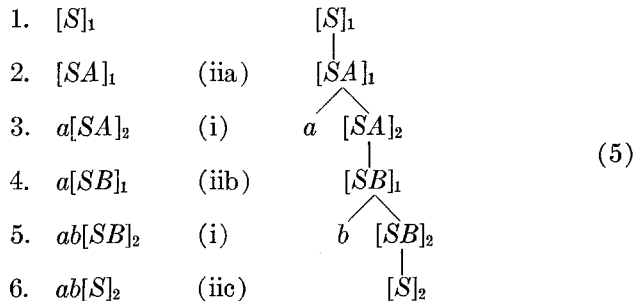 1. [S]₁ [S]₁
2. [SA]₁ (iia) [SA]₁
3. a[SA]₂ (i) a [SA]₂
(5)
4. a[SB]₁ (iib) [SB]₁
5. ab[SB]₂ (i) b [SB]₂
6. ab[S]₂ (iic) [S]₂